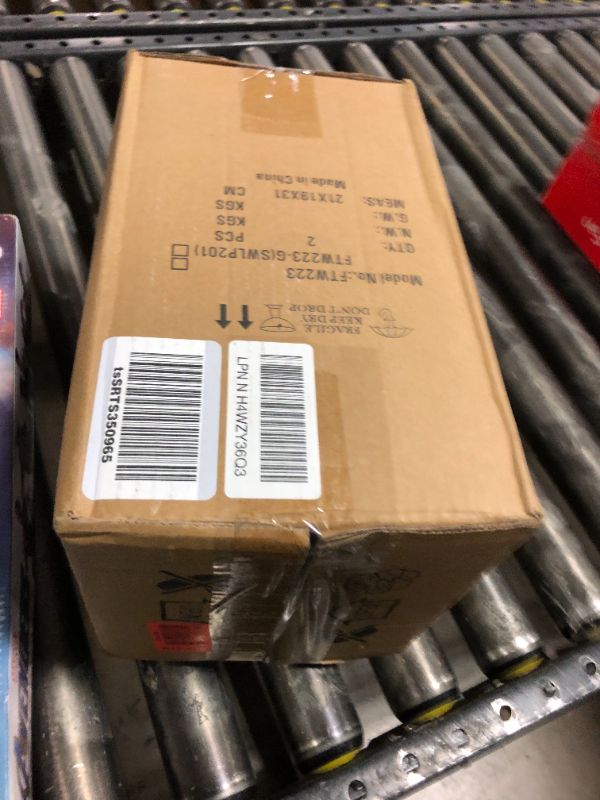 Model No.:FTW223
FTW223-G(SWLP201)
QTY: 2 PCS
N.W.: KGS
G.W.: KGS
MEAS: 21X19X31 CM
Made in China
FRAGILE
KEEP DRY
DON'T DROP
LPN N H4WZY36Q3
tsSRTS350965